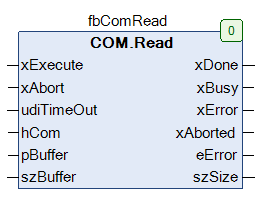 fbComRead
0
COM.Read
xExecute xDone
xAbort xBusy
udiTimeOut xError
hCom xAborted
pBuffer eError
szBuffer szSize